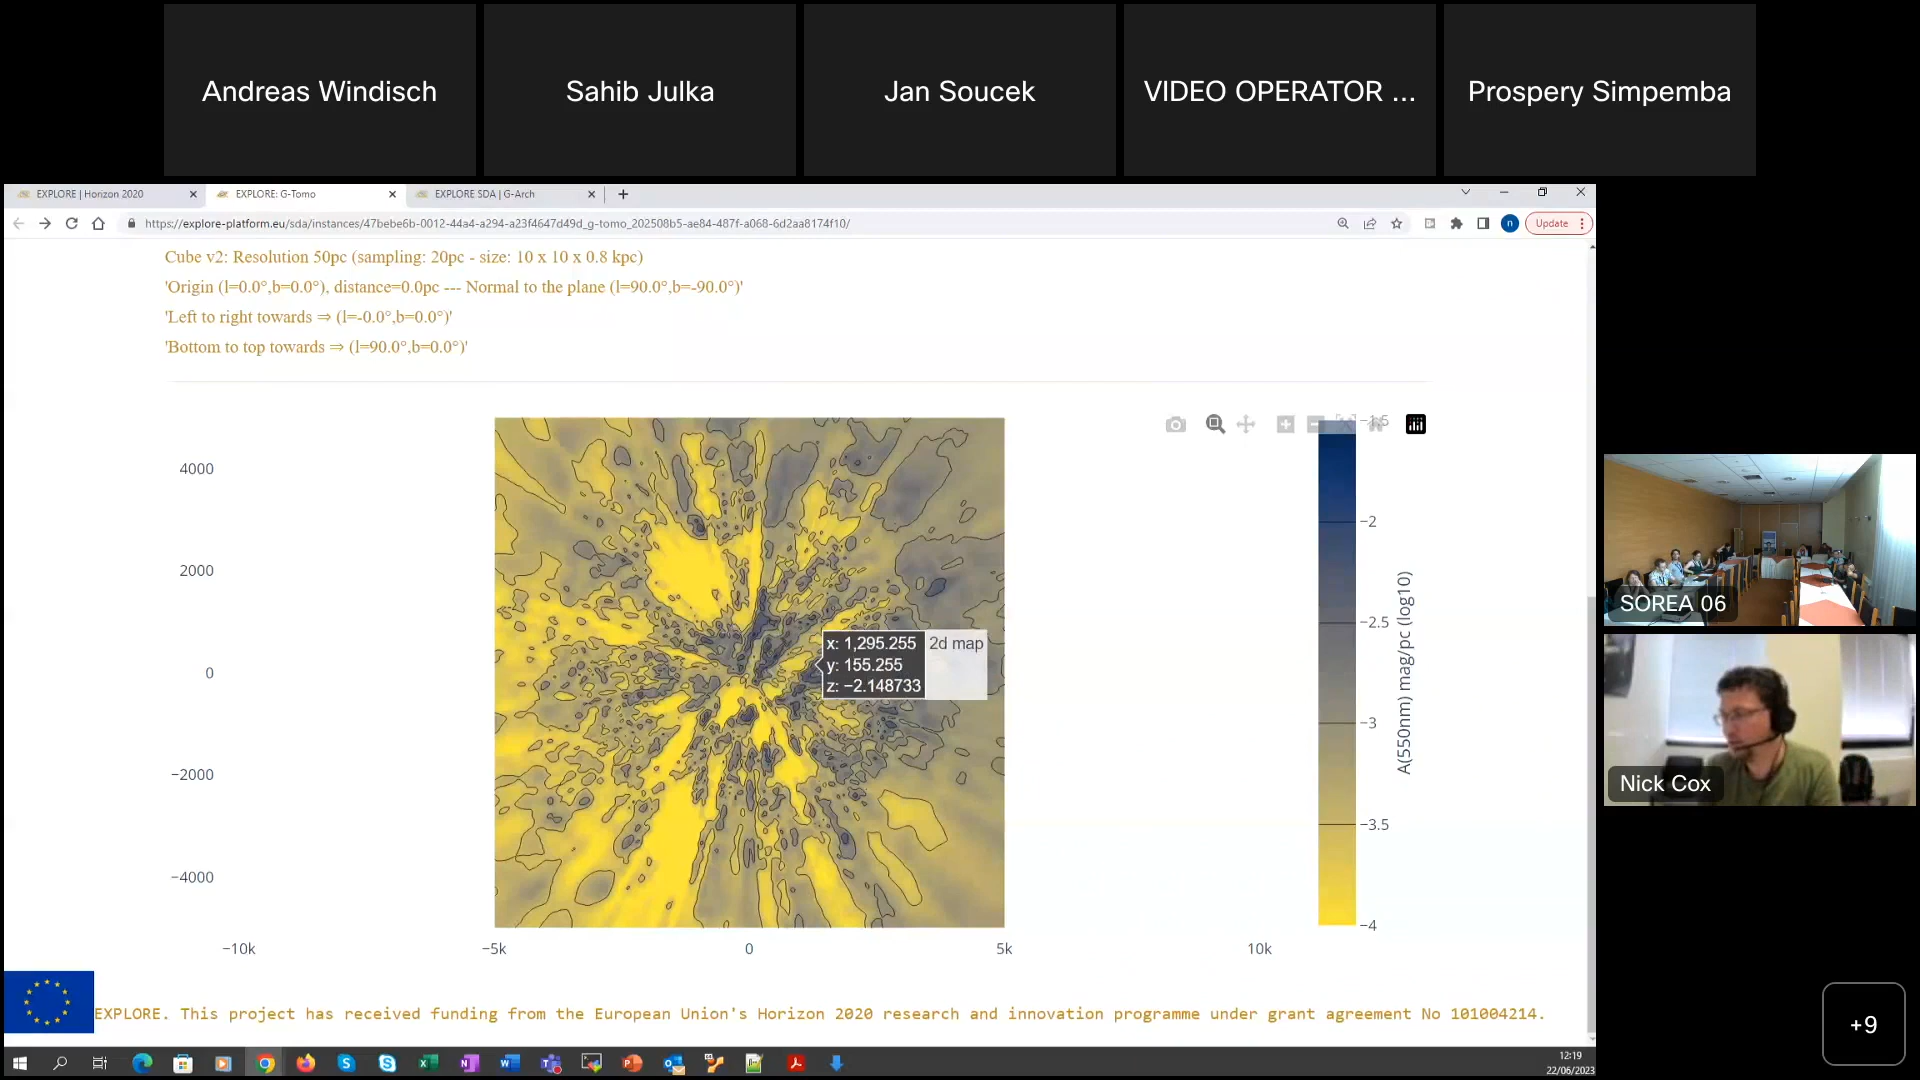 Andreas Windisch
Sahib Julka
Jan Soucek
VIDEO OPERATOR ...
Prospery Simpemba
EXPLORE | Horizon 2020
EXPLORE: G-Tomo
EXPLORE SDA | G-Arch
https://explore-platform.eu/sda/instances/47bebe6b-0012-44a4-a294-a23f4647d49d_g-tomo_202508b5-ae84-487f-a068-6d2aa8174f10/
n
Update
Cube v2: Resolution 50pc (sampling: 20pc - size: 10 x 10 x 0.8 kpc)
'Origin (l=0.0°,b=0.0°), distance=0.0pc --- Normal to the plane (l=90.0°,b=-90.0°)'
'Left to right towards ⇒ (l=-0.0°,b=0.0°)'
'Bottom to top towards ⇒ (l=90.0°,b=0.0°)'
4000
2000
0
−2000
−4000
−10k
−5k
0
5k
10k
x: 1,295.255
y: 155.255
z: −2.148733
2d map
−1.5
−2
−2.5
−3
−3.5
−4
A(550nm) mag/pc (log10)
SOREA 06
Nick Cox
EXPLORE. This project has received funding from the European Union's Horizon 2020 research and innovation programme under grant agreement No 101004214.
+9
12:19
22/06/2023